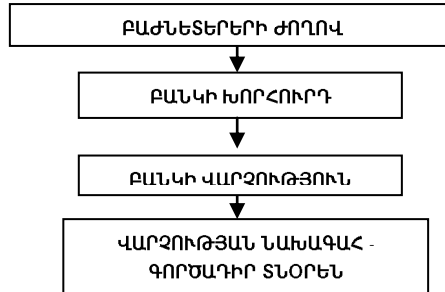 ԲԱԺՆԵՏԵՐԵՐԻ ԺՈՂՈՎ
ԲԱՆԿԻ ԽՈՐՀՈՒՐԴ
ԲԱՆԿԻ ՎԱՐՉՈՒԹՅՈՒՆ
ՎԱՐՉՈՒԹՅԱՆ ՆԱԽԱԳԱՀ -
ԳՈՐԾԱԴԻՐ ՏՆՕՐԵՆ